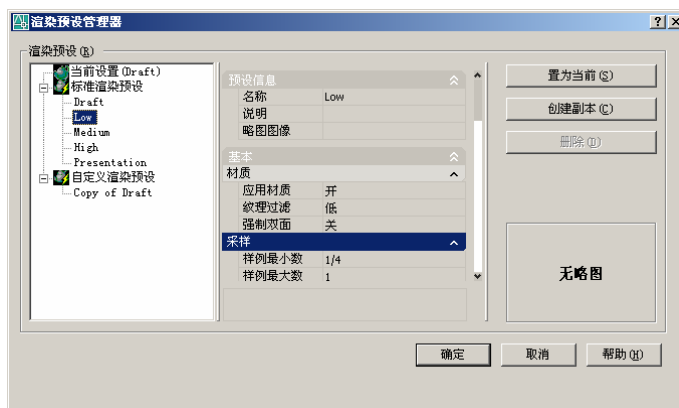 渲染预设管理器
渲染预设(R)
当前设置(Draft)
标准渲染预设
Draft
Low
Medium
High
Presentation
自定义渲染预设
Copy of Draft
预设信息
名称 Low
说明
略图图像
基本
材质
应用材质 开
纹理过滤 低
强制双面 关
采样
样例最小数 1/4
样例最大数 1
置为当前(S)
创建副本(C)
删除(D)
无略图
确定 取消 帮助(H)